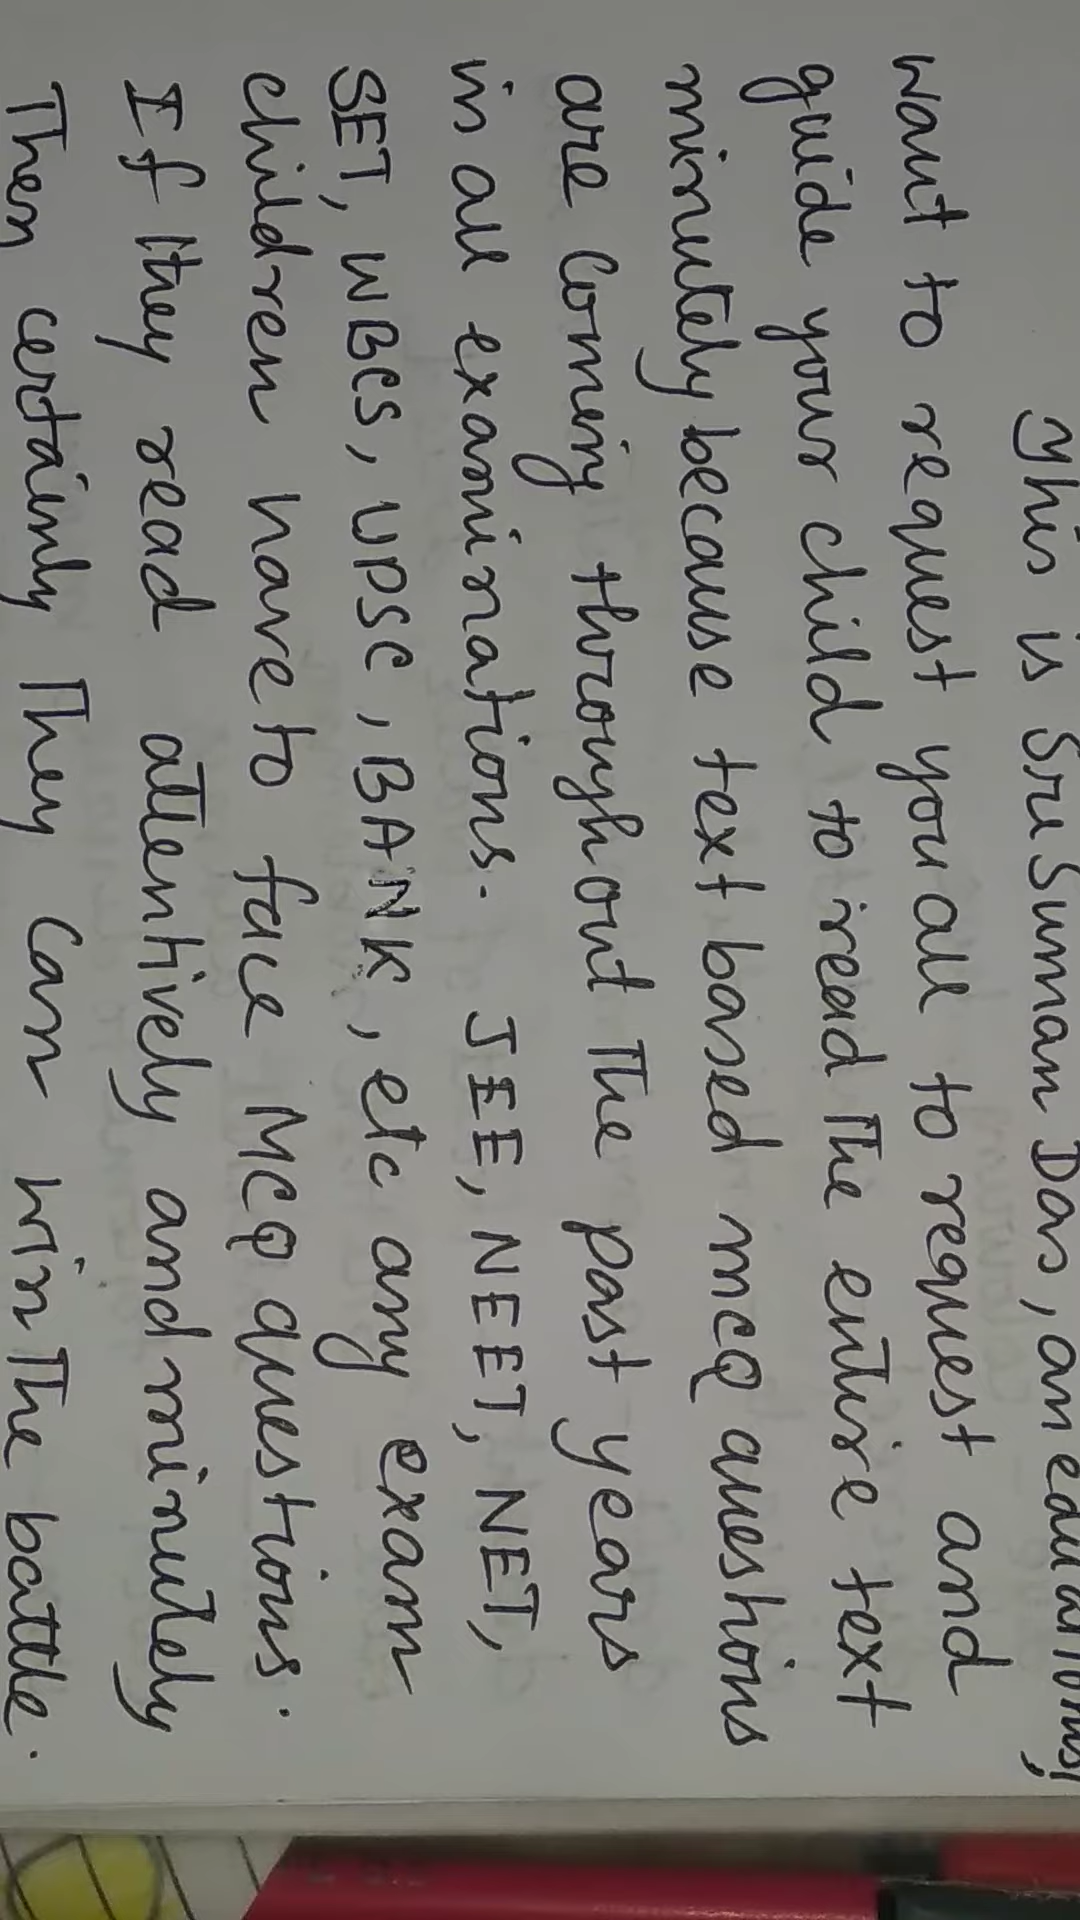 This is Sri Suman Das, an educationist,
want to request you all to request and
guide your child to read The entire text
minutely because text based mcQ questions
are Coming throughout The past years
in all examinations. JEE, NEET, NET,
SET, WBCS, UPSC, BANK, etc any exam
children have to face MCQ questions.
If they read attentively and minutely
Then certainly They Can win The battle.